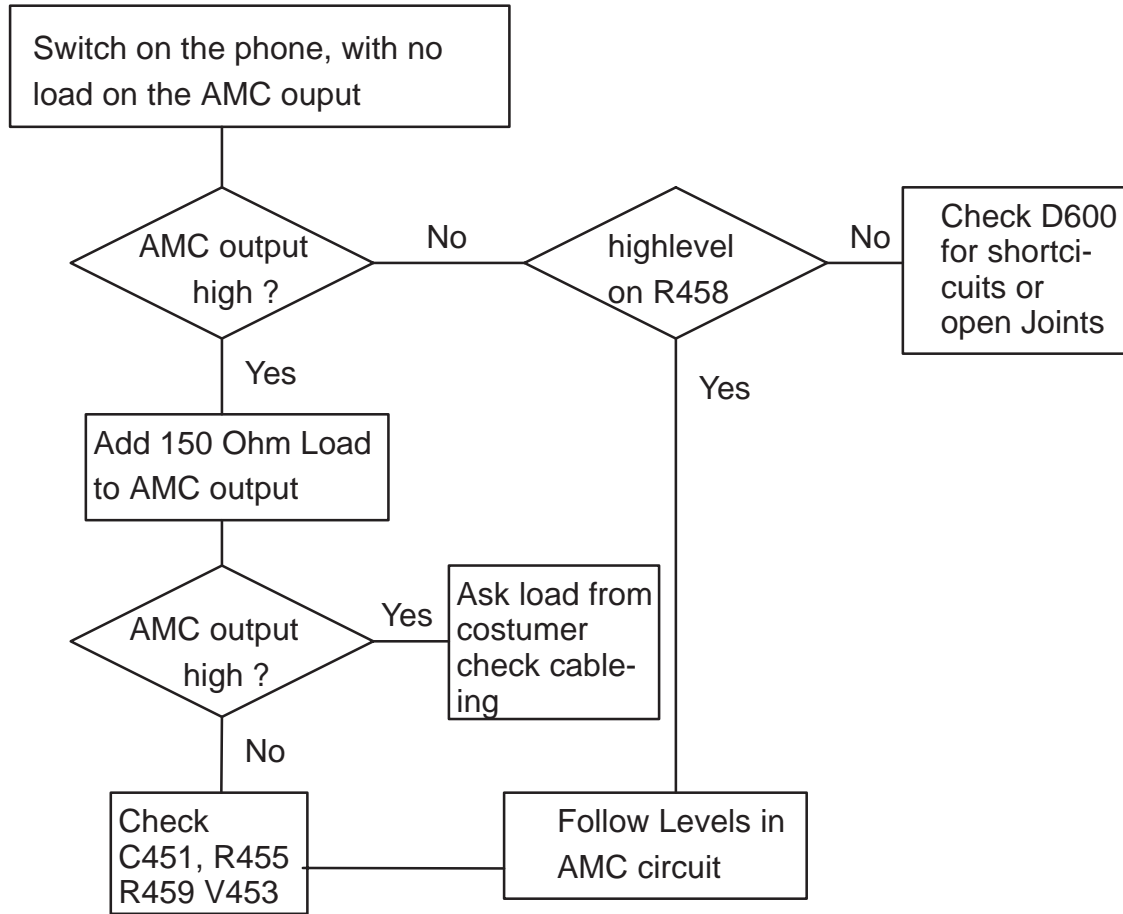 Switch on the phone, with no
load on the AMC ouput
AMC output
high ?
No
highlevel
on R458
No
Check D600
for shortci-
cuits or
open Joints
Yes
Yes
Add 150 Ohm Load
to AMC output
AMC output
high ?
Yes
Ask load from
costumer
check cable-
ing
No
Check
C451, R455
R459 V453
Follow Levels in
AMC circuit